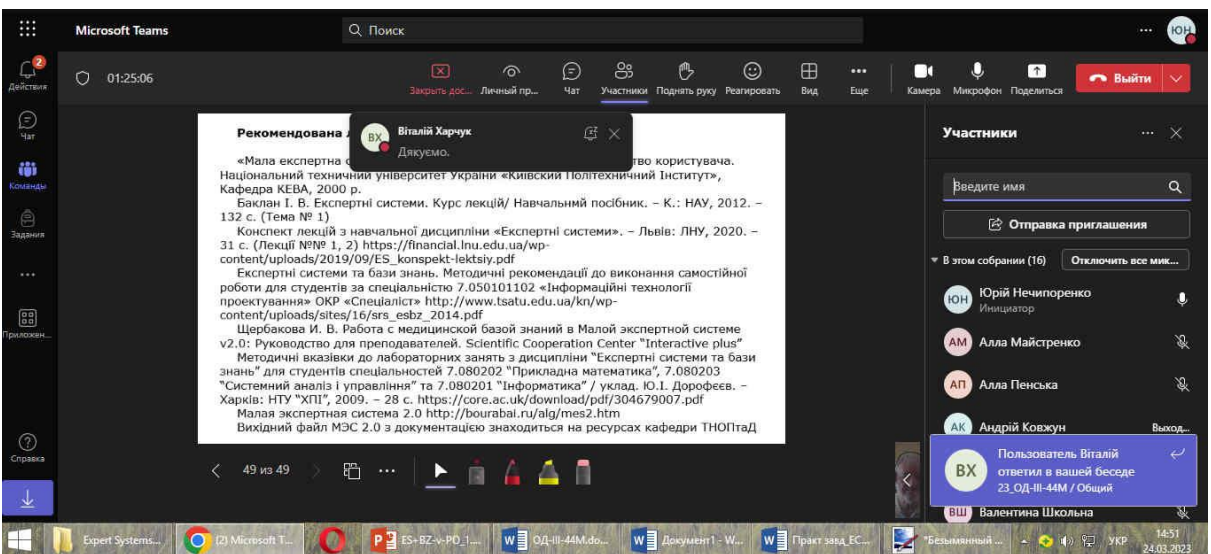 Microsoft Teams
Поиск
ЮН
2
Действия
Чат
Команды
Задания
Приложен...
Справка
01:25:06
Закрыть дос...
Личный пр...
Чат
Участники
Поднять руку
Реагировать
Вид
Еще
Камера
Микрофон
Поделиться
Выйти
ВХ
Віталій Харчук
Дякуємо.
Рекомендована
«Мала експертна
тво користувача.
Національний технічний університет України «Київский Політехничний Інститут»,
Кафедра КЕВА, 2000 р.
Баклан І. В. Експертні системи. Курс лекцій/ Навчальнмй посібник. – К.: НАУ, 2012. –
132 с. (Тема № 1)
Конспект лекцій з навчальної дисципліни «Експертні системи». – Львів: ЛНУ, 2020. –
31 с. (Лекції №№ 1, 2) https://financial.lnu.edu.ua/wp-
content/uploads/2019/09/ES_konspekt-lektsiy.pdf
Експертні системи та бази знань. Методичні рекомендації до виконання самостійної
роботи для студентів за спеціальністю 7.050101102 «Інформаційні технології
проектування» ОКР «Спеціаліст» http://www.tsatu.edu.ua/kn/wp-
content/uploads/sites/16/srs_esbz_2014.pdf
Щербакова И. В. Работа с медицинской базой знаний в Малой экспертной системе
v2.0: Руководство для преподавателей. Scientific Cooperation Center "Interactive plus"
Методичні вказівки до лабораторних занять з дисципліни "Експертні системи та бази
знань" для студентів спеціальностей 7.080202 "Прикладна математика", 7.080203
"Системний аналіз і управління" та 7.080201 "Інформатика" / уклад. Ю.І. Дорофєєв. –
Харків: НТУ "ХПІ", 2009. – 28 с. https://core.ac.uk/download/pdf/304679007.pdf
Малая экспертная система 2.0 http://bourabai.ru/alg/mes2.htm
Вихідний файл МЭС 2.0 з документацією знаходиться на ресурсах кафедри ТНОПтаД
49 из 49
Участники
Введите имя
Отправка приглашения
В этом собрании (16)
Отключить все мик...
ЮН
Юрій Нечипоренко
Инициатор
АМ
Алла Майстренко
АП
Алла Пенська
АК
Андрій Ковжун
Выход...
ВХ
Пользователь Віталій
ответил в вашей беседе
23_ОД-ІІІ-44М / Общий
ВШ
Валентина Школьна
Expert Systems...
(2) Microsoft T...
ES+BZ-v-PD_1....
ОД-ІІІ-44М.do...
Документ1 - W...
Практ завд_ЕС...
*Безымянный ...
УКР
14:51
24.03.2023